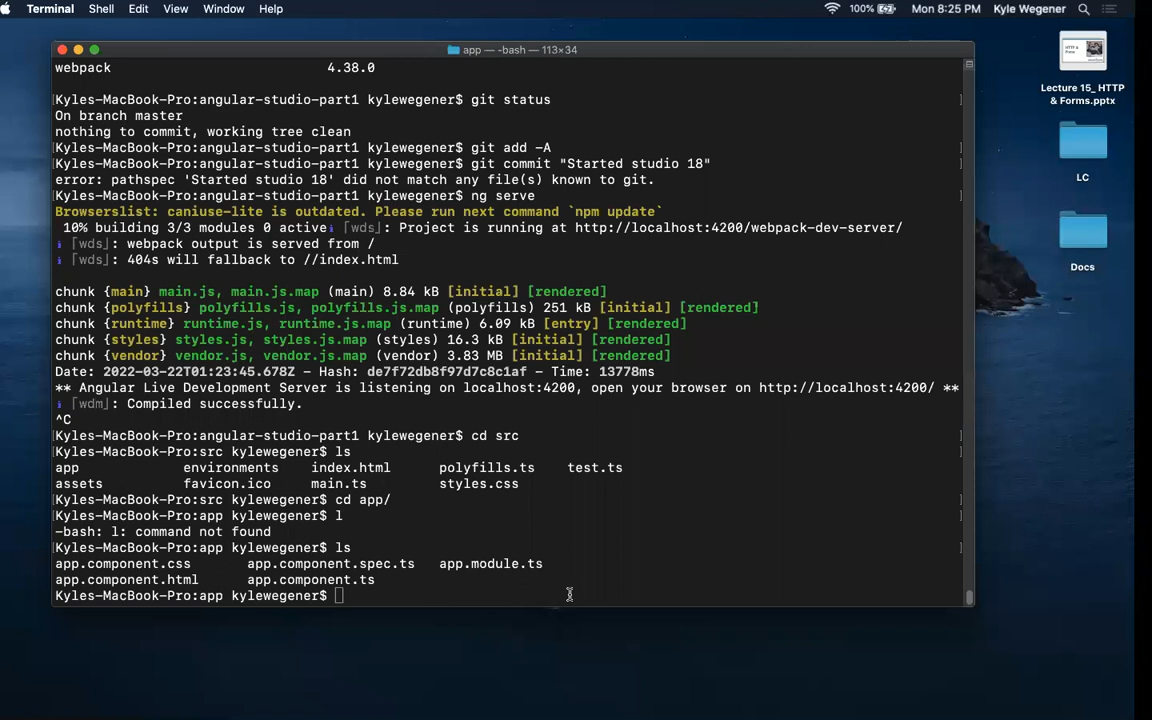 Terminal Shell Edit View Window Help 100% Mon 8:25 PM Kyle Wegener
app — -bash — 113×34
webpack 4.38.0
[Kyles-MacBook-Pro:angular-studio-part1 kylewegener$ git status ]
On branch master
nothing to commit, working tree clean
[Kyles-MacBook-Pro:angular-studio-part1 kylewegener$ git add -A ]
[Kyles-MacBook-Pro:angular-studio-part1 kylewegener$ git commit "Started studio 18" ]
error: pathspec 'Started studio 18' did not match any file(s) known to git.
[Kyles-MacBook-Pro:angular-studio-part1 kylewegener$ ng serve ]
Browserslist: caniuse-lite is outdated. Please run next command `npm update`
10% building 3/3 modules 0 activeℹ ｢wds｣: Project is running at http://localhost:4200/webpack-dev-server/
ℹ ｢wds｣: webpack output is served from /
ℹ ｢wds｣: 404s will fallback to //index.html
chunk {main} main.js, main.js.map (main) 8.84 kB [initial] [rendered]
chunk {polyfills} polyfills.js, polyfills.js.map (polyfills) 251 kB [initial] [rendered]
chunk {runtime} runtime.js, runtime.js.map (runtime) 6.09 kB [entry] [rendered]
chunk {styles} styles.js, styles.js.map (styles) 16.3 kB [initial] [rendered]
chunk {vendor} vendor.js, vendor.js.map (vendor) 3.83 MB [initial] [rendered]
Date: 2022-03-22T01:23:45.678Z - Hash: de7f72db8f97d7c8c1af - Time: 13778ms
** Angular Live Development Server is listening on localhost:4200, open your browser on http://localhost:4200/ **
ℹ ｢wdm｣: Compiled successfully.
^C
[Kyles-MacBook-Pro:angular-studio-part1 kylewegener$ cd src ]
[Kyles-MacBook-Pro:src kylewegener$ ls ]
app environments index.html polyfills.ts test.ts
assets favicon.ico main.ts styles.css
[Kyles-MacBook-Pro:src kylewegener$ cd app/ ]
[Kyles-MacBook-Pro:app kylewegener$ l ]
-bash: l: command not found
[Kyles-MacBook-Pro:app kylewegener$ ls ]
app.component.css app.component.spec.ts app.module.ts
app.component.html app.component.ts
Kyles-MacBook-Pro:app kylewegener$
HTTP &
Forms
Lecture 15_ HTTP
& Forms.pptx
LC
Docs